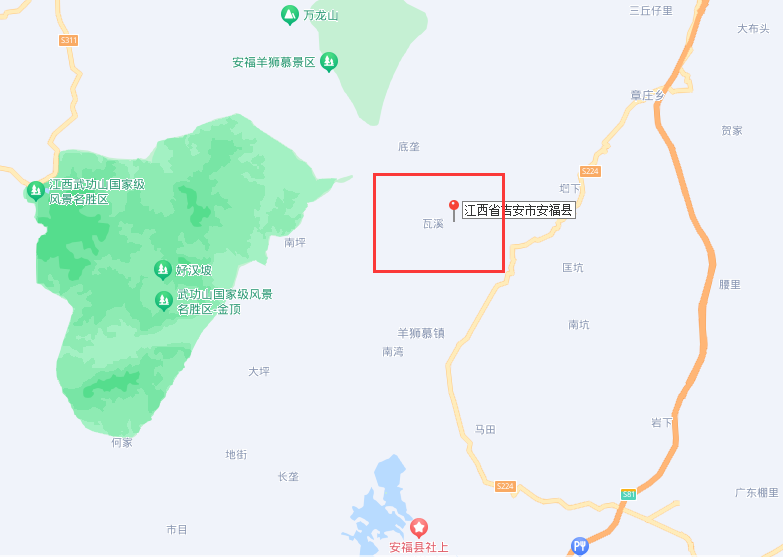 三丘仔里
万龙山
大布头
S311
安福羊狮慕景区
章庄乡
贺家
底垄
S224
江西武功山国家级
风景名胜区
垇下
江西省吉安市安福县
瓦溪
南坪
好汉坡
匡坑
腰里
武功山国家级风景
名胜区-金顶
南坑
羊狮慕镇
南湾
大坪
岩下
马田
何家
地街
长垄
S224
S81
广东棚里
市目
安福县社上